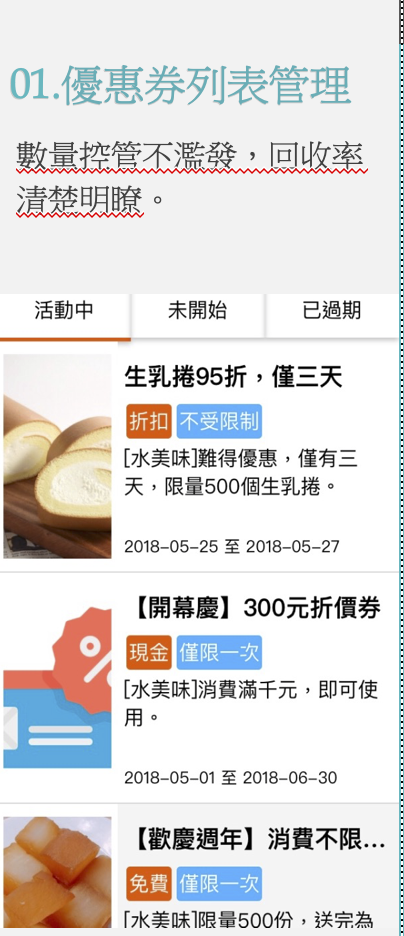 01.優惠券列表管理
數量控管不濫發，回收率
清楚明瞭。
活動中 未開始 已過期
生乳捲95折，僅三天
折扣 不受限制
[水美味]難得優惠，僅有三
天，限量500個生乳捲。
2018-05-25 至 2018-05-27
【開幕慶】300元折價券
現金 僅限一次
[水美味]消費滿千元，即可使
用。
2018-05-01 至 2018-06-30
【歡慶週年】消費不限...
免費 僅限一次
[水美味]限量500份，送完為